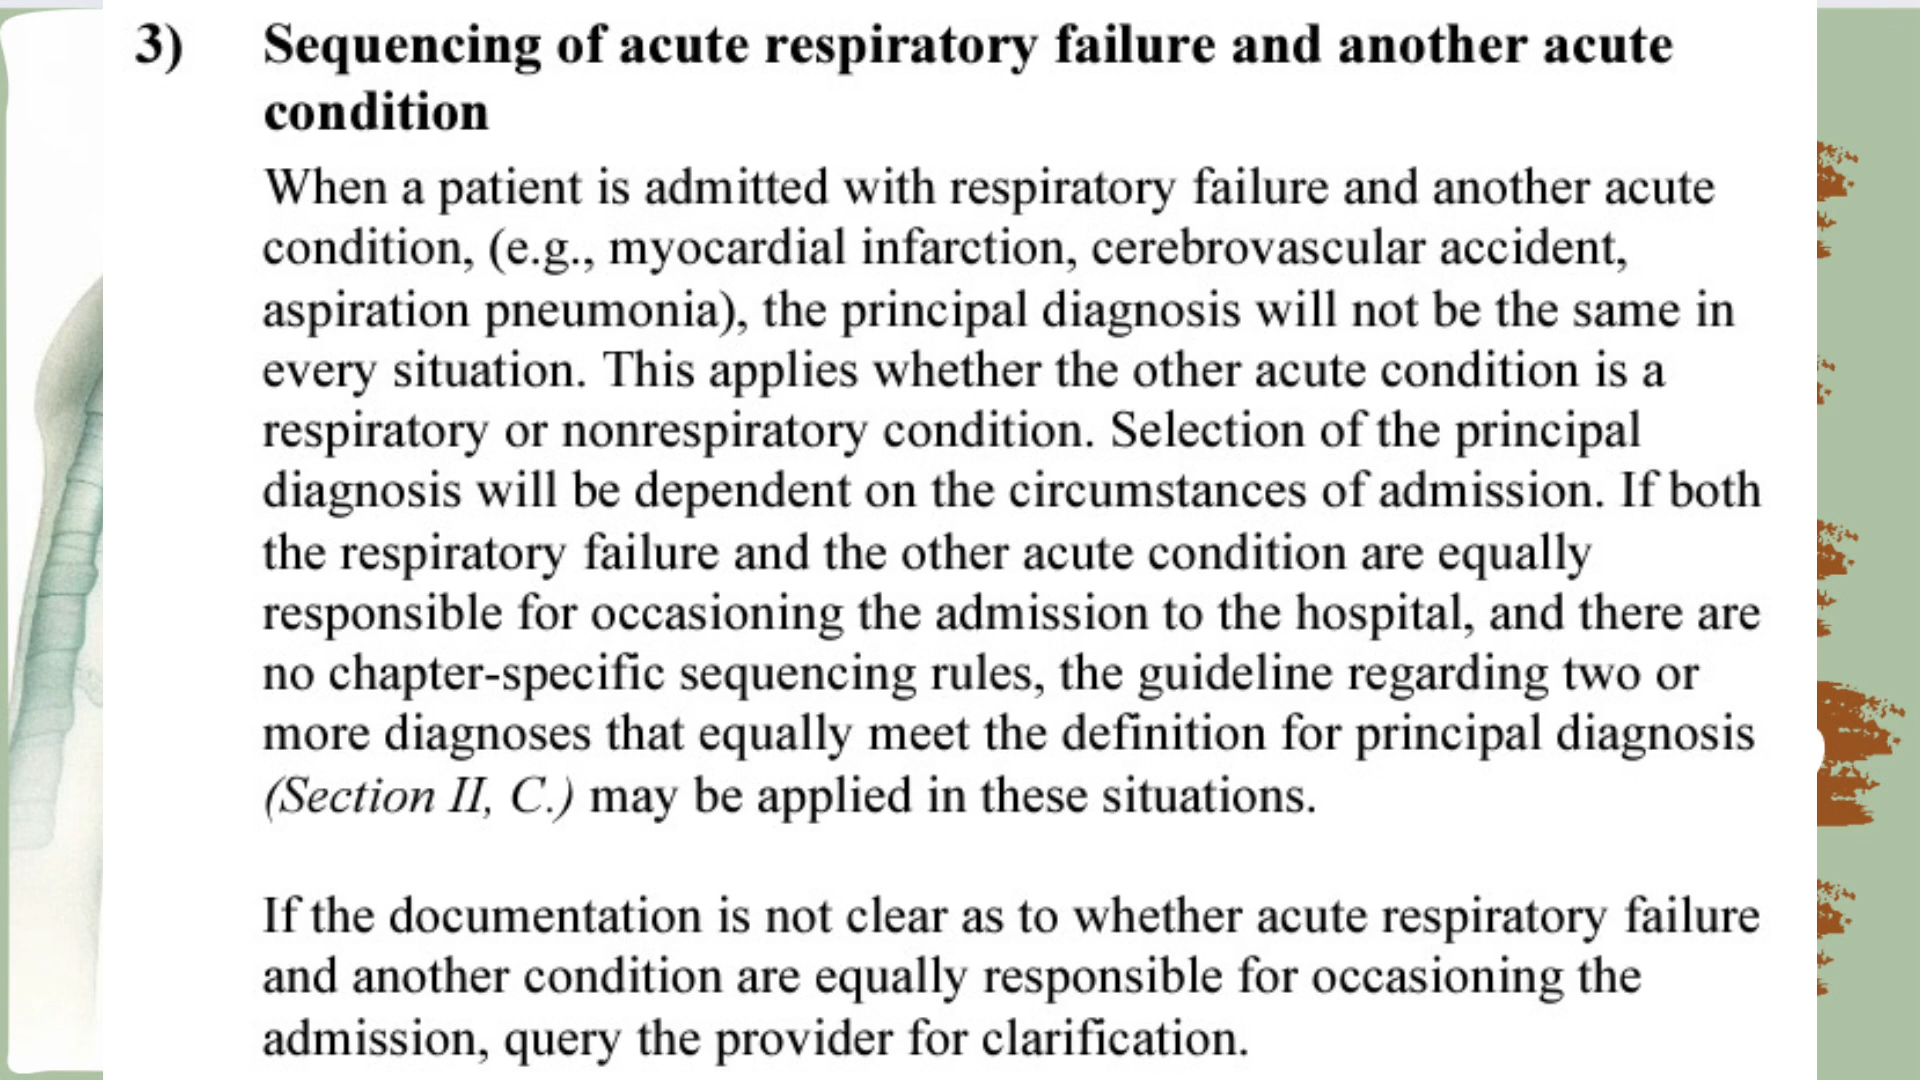 3) Sequencing of acute respiratory failure and another acute
condition
When a patient is admitted with respiratory failure and another acute
condition, (e.g., myocardial infarction, cerebrovascular accident,
aspiration pneumonia), the principal diagnosis will not be the same in
every situation. This applies whether the other acute condition is a
respiratory or nonrespiratory condition. Selection of the principal
diagnosis will be dependent on the circumstances of admission. If both
the respiratory failure and the other acute condition are equally
responsible for occasioning the admission to the hospital, and there are
no chapter-specific sequencing rules, the guideline regarding two or
more diagnoses that equally meet the definition for principal diagnosis
(Section II, C.) may be applied in these situations.
If the documentation is not clear as to whether acute respiratory failure
and another condition are equally responsible for occasioning the
admission, query the provider for clarification.